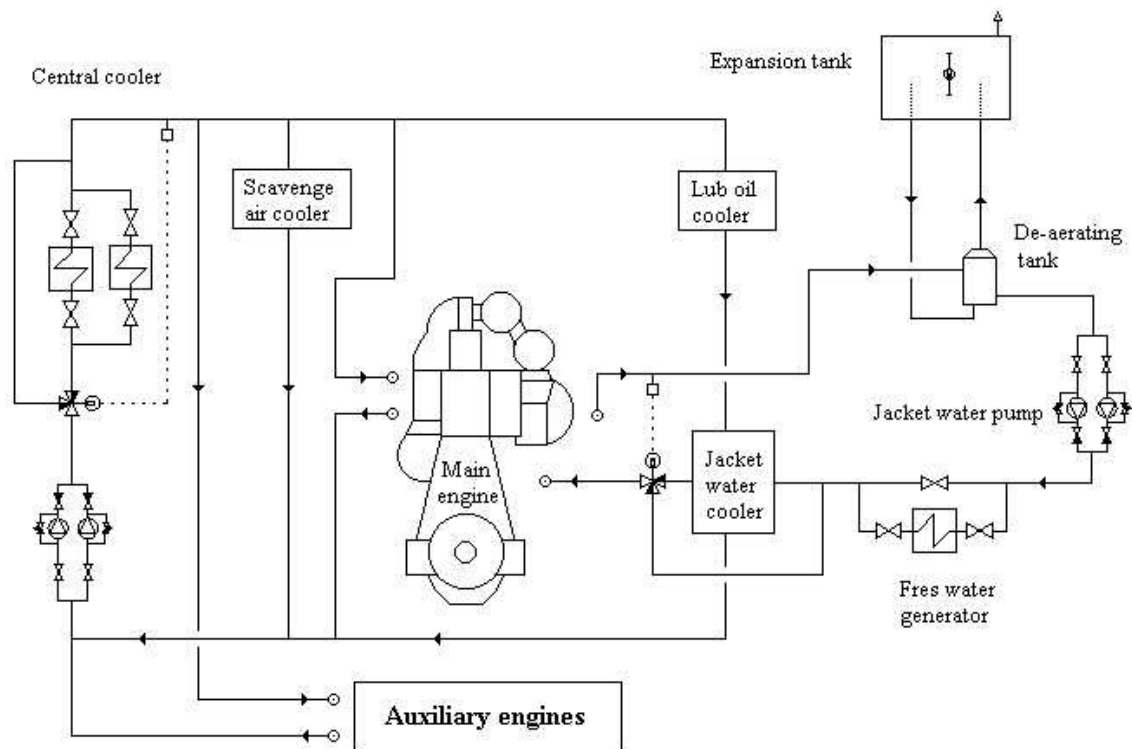 Expansion tank
Central cooler
Scavenge
air cooler
Lub oil
cooler
De-aerating
tank
Jacket water pump
Main
engine
Jacket
water
cooler
Fres water
generator
Auxiliary engines